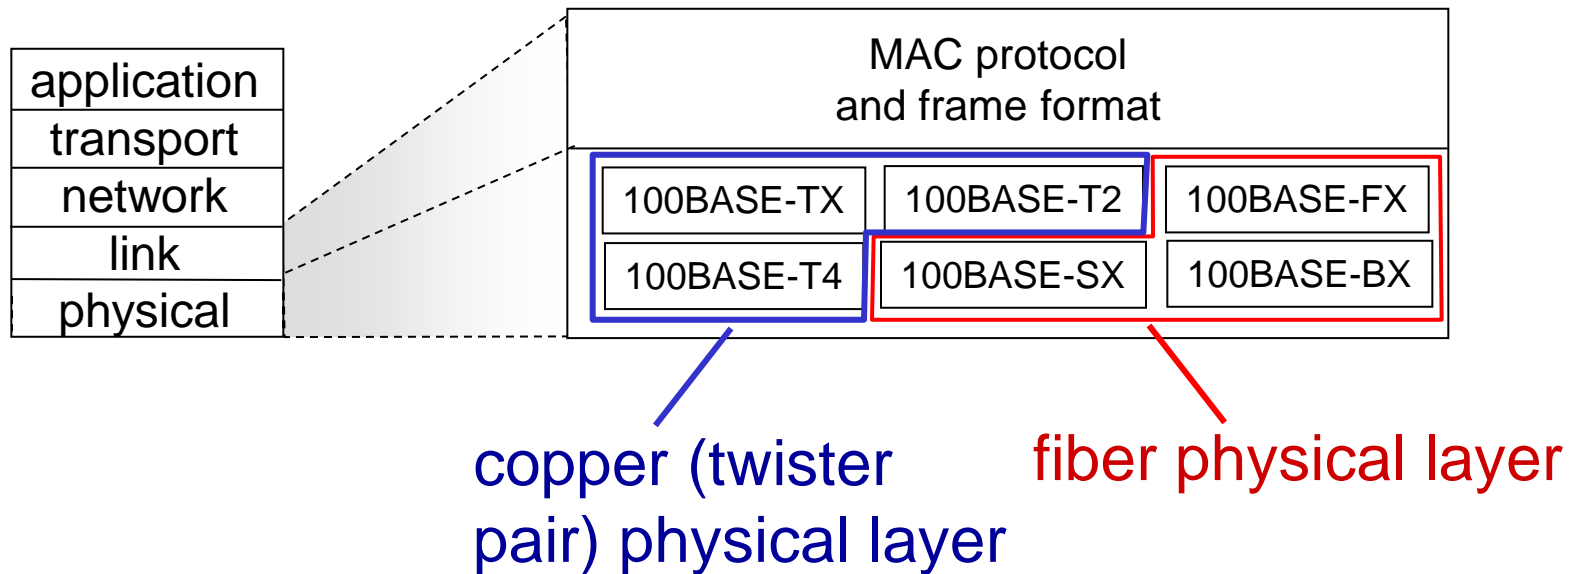 application
transport
network
link
physical
MAC protocol
and frame format
100BASE-TX
100BASE-T2
100BASE-FX
100BASE-T4
100BASE-SX
100BASE-BX
copper (twister
pair) physical layer
fiber physical layer